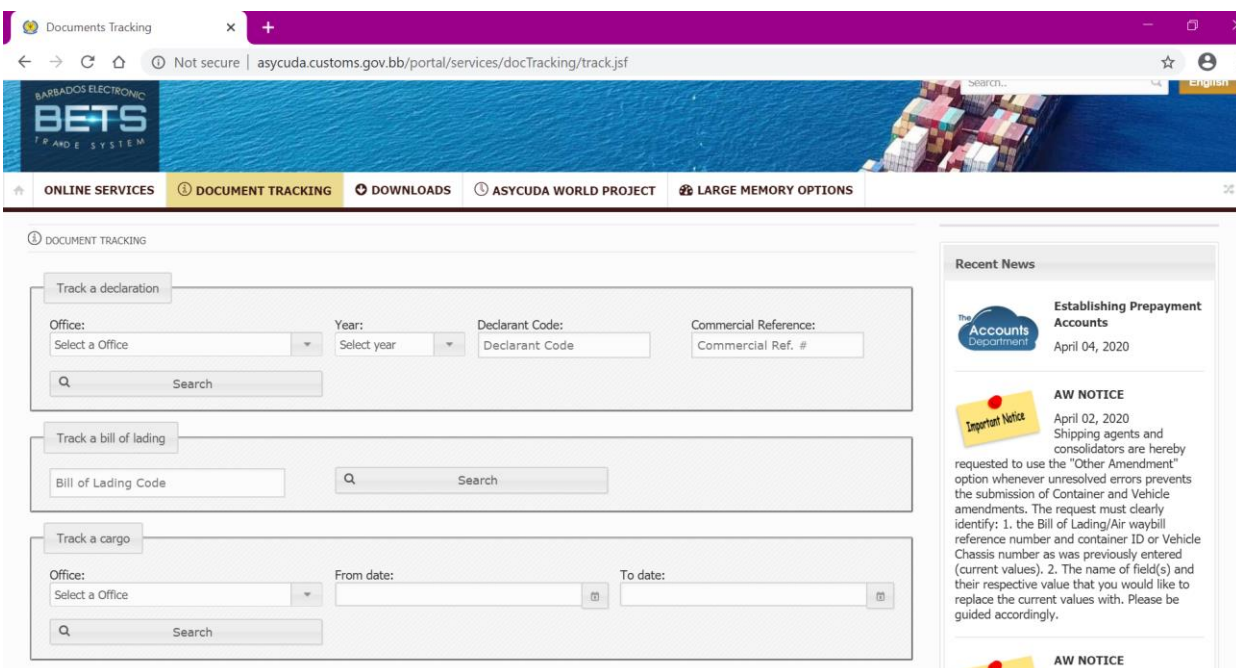 Documents Tracking
Not secure | asycuda.customs.gov.bb/portal/services/docTracking/track.jsf
BARBADOS ELECTRONIC
BETS
TRADE SYSTEM
Search..
English
ONLINE SERVICES
DOCUMENT TRACKING
DOWNLOADS
ASYCUDA WORLD PROJECT
LARGE MEMORY OPTIONS
DOCUMENT TRACKING
Track a declaration
Office: Year: Declarant Code: Commercial Reference:
Select a Office Select year Declarant Code Commercial Ref. #
Search
Track a bill of lading
Bill of Lading Code Search
Track a cargo
Office: From date: To date:
Select a Office
Search
Recent News
The
Accounts
Department
Establishing Prepayment
Accounts
April 04, 2020
Important Notice
AW NOTICE
April 02, 2020
Shipping agents and
consolidators are hereby
requested to use the "Other Amendment"
option whenever unresolved errors prevents
the submission of Container and Vehicle
amendments. The request must clearly
identify: 1. the Bill of Lading/Air waybill
reference number and container ID or Vehicle
Chassis number as was previously entered
(current values). 2. The name of field(s) and
their respective value that you would like to
replace the current values with. Please be
guided accordingly.
AW NOTICE